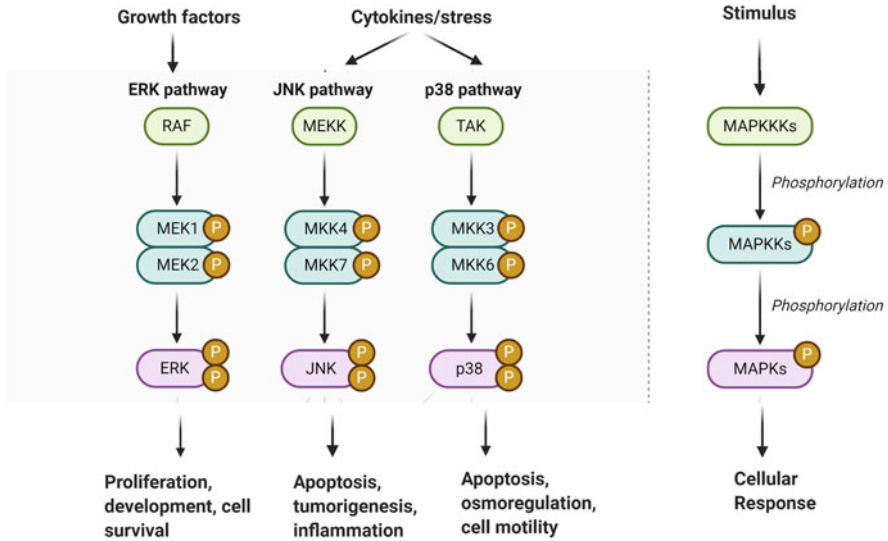 Growth factors
Cytokines/stress
Stimulus
ERK pathway
JNK pathway
p38 pathway
RAF
MEKK
TAK
MAPKKKs
Phosphorylation
MEK1 P
MEK2 P
MKK4 P
MKK7 P
MKK3 P
MKK6 P
MAPKKs P
Phosphorylation
ERK P P
JNK P P
p38 P P
MAPKs P
Proliferation,
development, cell
survival
Apoptosis,
tumorigenesis,
inflammation
Apoptosis,
osmoregulation,
cell motility
Cellular
Response